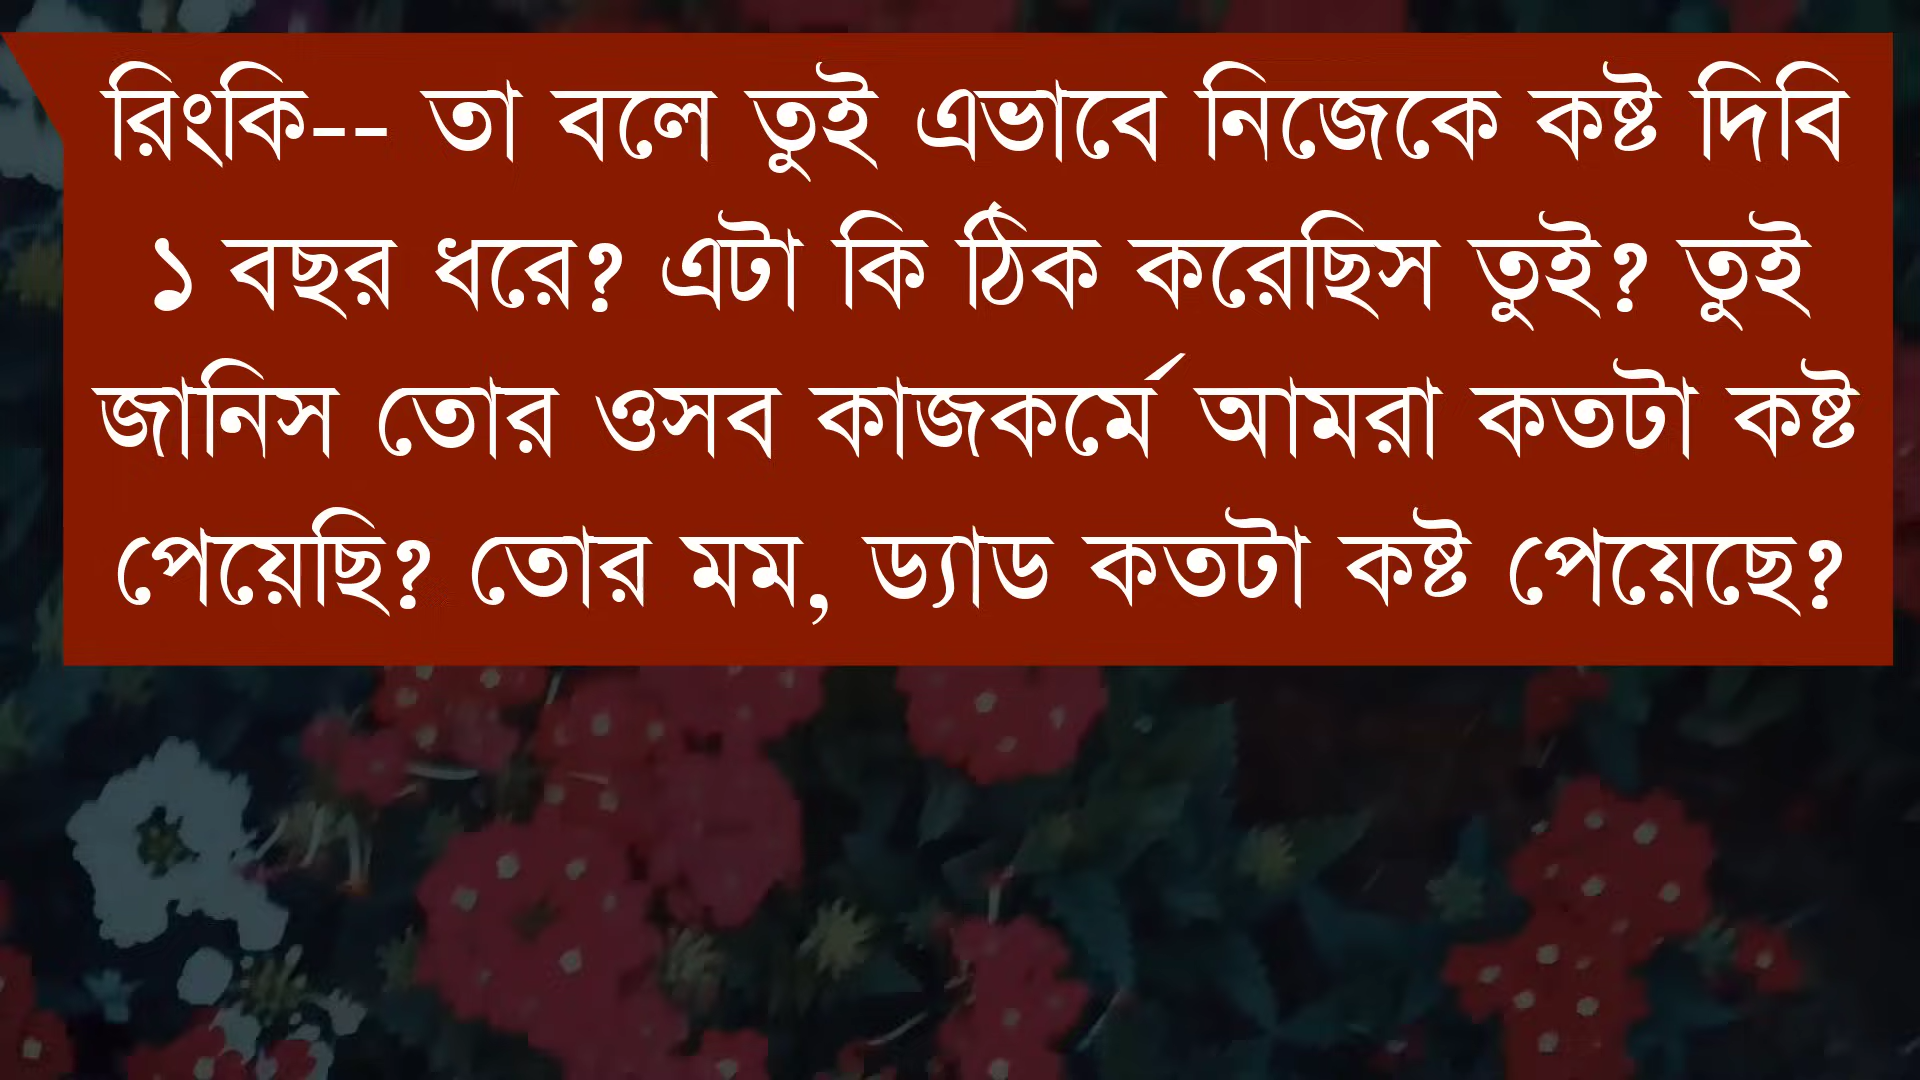 রিংকি-- তা বলে তুই এভাবে নিজেকে কষ্ট দিবি
১ বছর ধরে? এটা কি ঠিক করেছিস তুই? তুই
জানিস তোর ওসব কাজকর্মে আমরা কতটা কষ্ট
পেয়েছি? তোর মম, ড্যাড কতটা কষ্ট পেয়েছে?